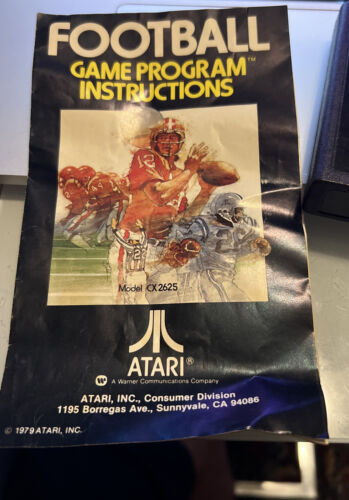 FOOTBALL
GAME PROGRAM™
INSTRUCTIONS
Model CX2625
ATARI®
A Warner Communications Company
ATARI, INC., Consumer Division
1195 Borregas Ave., Sunnyvale, CA 94086
© 1979 ATARI, INC.